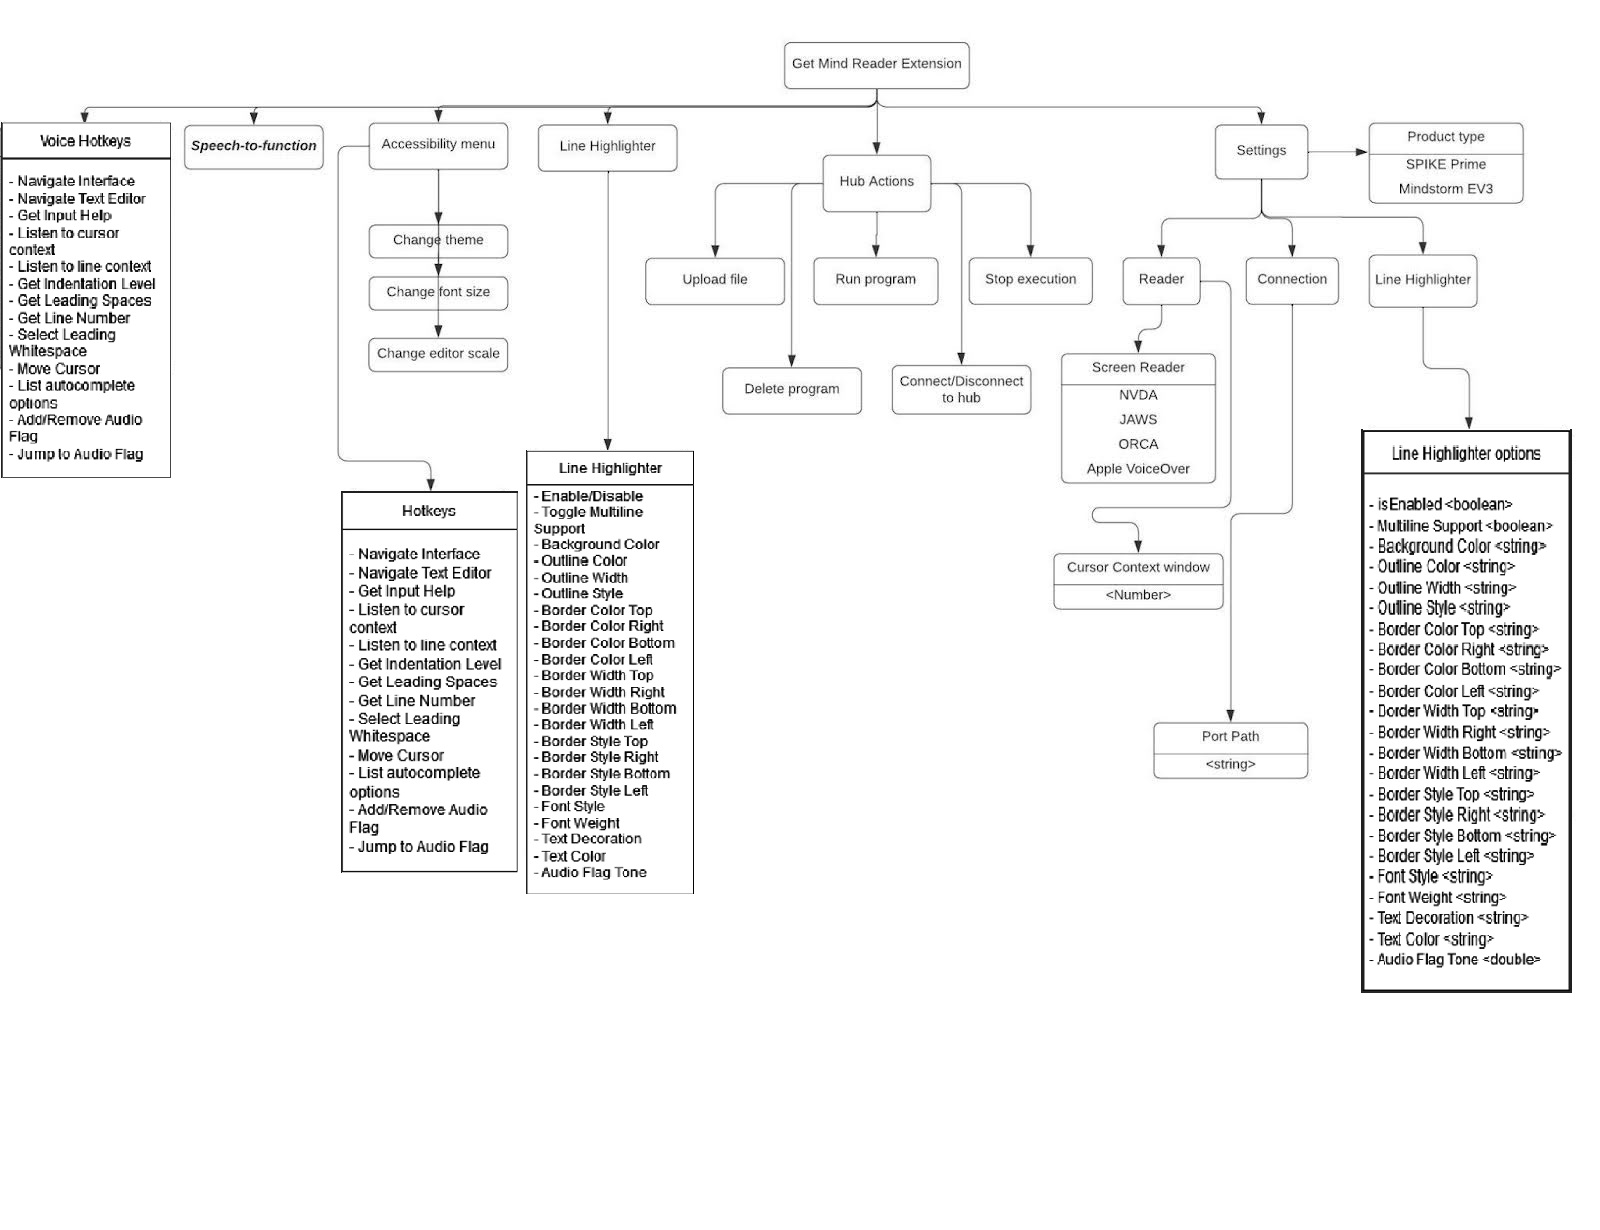 Get Mind Reader Extension
Voice Hotkeys
- Navigate Interface
- Navigate Text Editor
- Get Input Help
- Listen to cursor
context
- Listen to line context
- Get Indentation Level
- Get Leading Spaces
- Get Line Number
- Select Leading
Whitespace
- Move Cursor
- List autocomplete
options
- Add/Remove Audio
Flag
- Jump to Audio Flag
Speech-to-function
Accessibility menu
Change theme
Change font size
Change editor scale
Hotkeys
- Navigate Interface
- Navigate Text Editor
- Get Input Help
- Listen to cursor
context
- Listen to line context
- Get Indentation Level
- Get Leading Spaces
- Get Line Number
- Select Leading
Whitespace
- Move Cursor
- List autocomplete
options
- Add/Remove Audio
Flag
- Jump to Audio Flag
Line Highlighter
Line Highlighter
- Enable/Disable
- Toggle Multiline
Support
- Background Color
- Outline Color
- Outline Width
- Outline Style
- Border Color Top
- Border Color Right
- Border Color Bottom
- Border Color Left
- Border Width Top
- Border Width Right
- Border Width Bottom
- Border Width Left
- Border Style Top
- Border Style Right
- Border Style Bottom
- Border Style Left
- Font Style
- Font Weight
- Text Decoration
- Text Color
- Audio Flag Tone
Hub Actions
Upload file
Delete program
Run program
Connect/Disconnect
to hub
Stop execution
Settings
Product type
SPIKE Prime
Mindstorm EV3
Reader
Screen Reader
NVDA
JAWS
ORCA
Apple VoiceOver
Cursor Context window
<Number>
Connection
Port Path
<string>
Line Highlighter
Line Highlighter options
- isEnabled <boolean>
- Multiline Support <boolean>
- Background Color <string>
- Outline Color <string>
- Outline Width <string>
- Outline Style <string>
- Border Color Top <string>
- Border Color Right <string>
- Border Color Bottom <string>
- Border Color Left <string>
- Border Width Top <string>
- Border Width Right <string>
- Border Width Bottom <string>
- Border Width Left <string>
- Border Style Top <string>
- Border Style Right <string>
- Border Style Bottom <string>
- Border Style Left <string>
- Font Style <string>
- Font Weight <string>
- Text Decoration <string>
- Text Color <string>
- Audio Flag Tone <double>